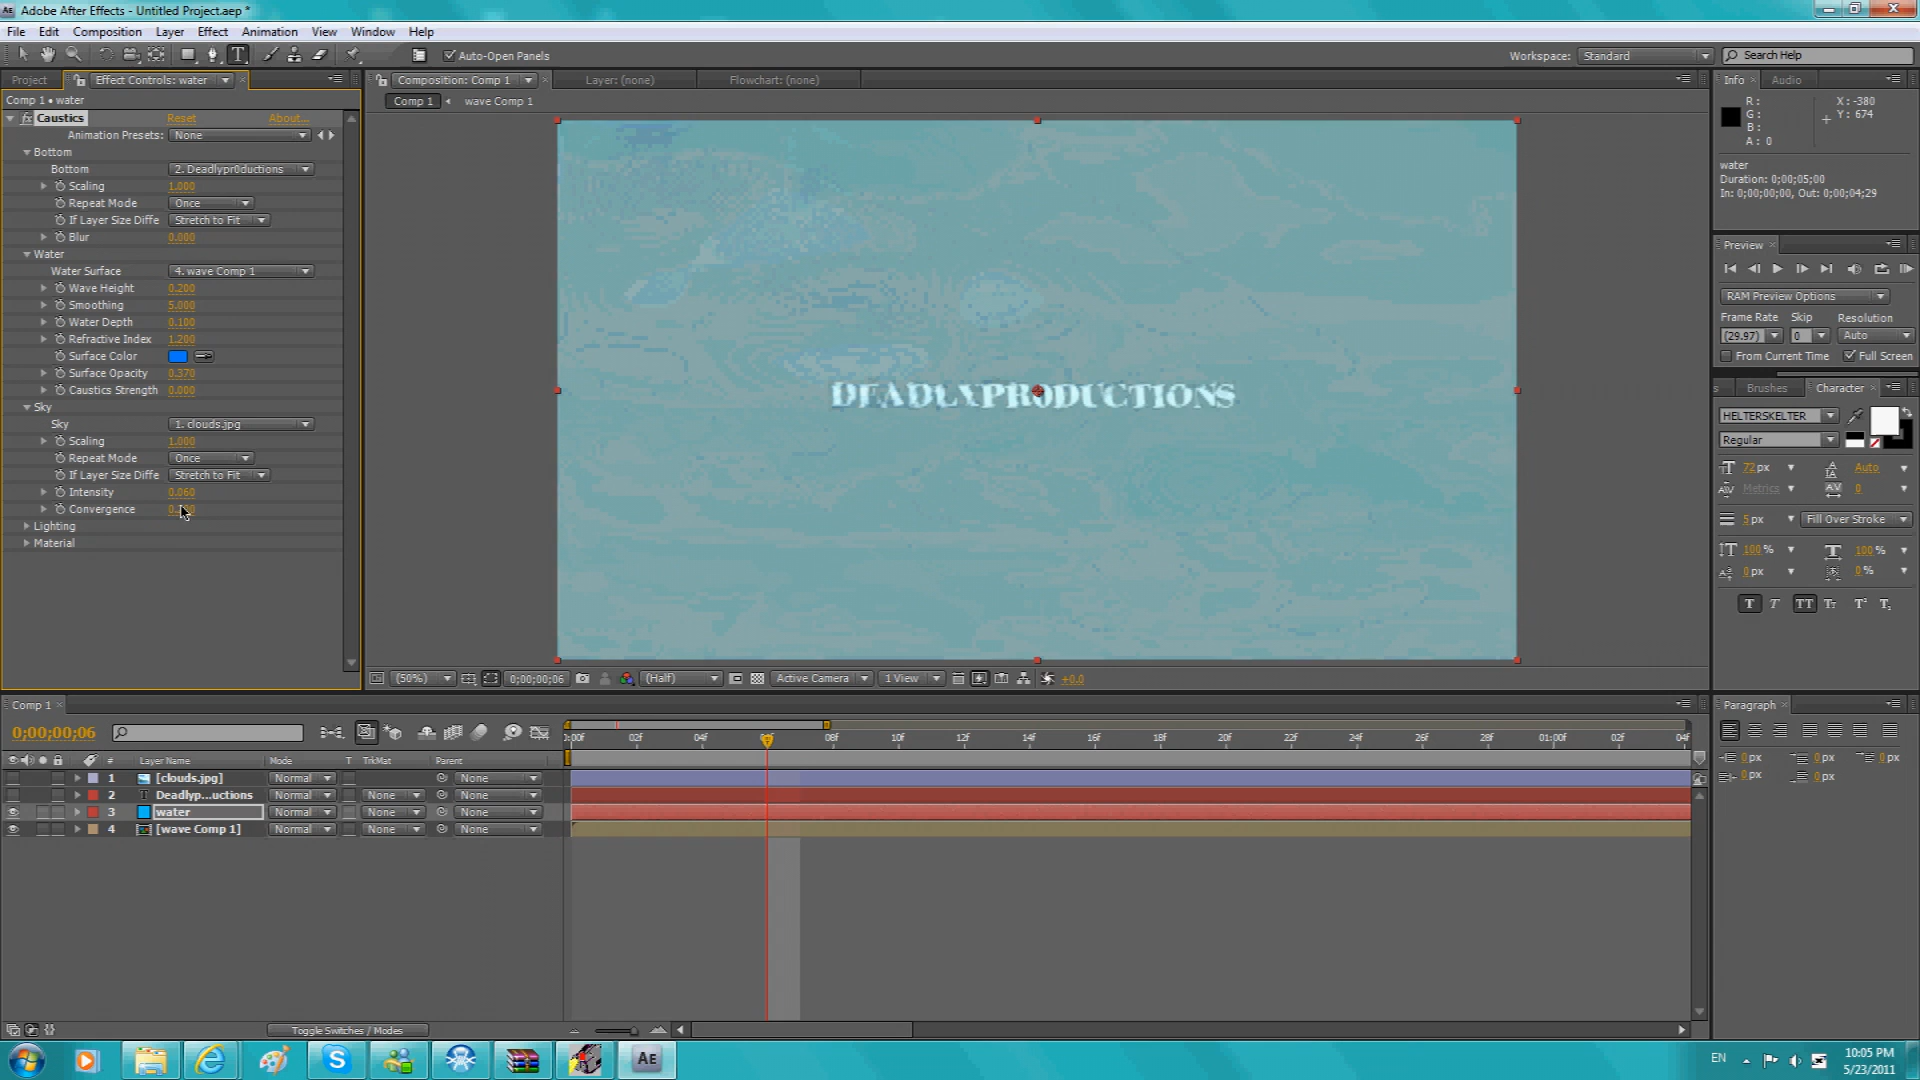 Adobe After Effects - Untitled Project.aep *
File Edit Composition Layer Effect Animation View Window Help
Auto-Open Panels
Workspace: Standard
Search Help
Project
Effect Controls: water
Composition: Comp 1
Layer: (none)
Flowchart: (none)
Info Audio
Comp 1 • water
Comp 1
wave Comp 1
Caustics Reset About...
Animation Presets: None
Bottom
Bottom 2. Deadlypr0ductions
Scaling 1.000
Repeat Mode Once
If Layer Size Diffe Stretch to Fit
Blur 0.000
Water
Water Surface 4. wave Comp 1
Wave Height 0.200
Smoothing 5.000
Water Depth 0.100
Refractive Index 1.200
Surface Color
Surface Opacity 0.370
Caustics Strength 0.000
Sky
Sky 1. clouds.jpg
Scaling 1.000
Repeat Mode Once
If Layer Size Diffe Stretch to Fit
Intensity 0.060
Convergence
Lighting
Material
DEADLYPR0DUCTIONS
R:
G:
B:
A: 0
X: -380
Y: 674
water
Duration: 0;00;05;00
In: 0;00;00;00, Out: 0;00;04;29
Preview
RAM Preview Options
Frame Rate Skip Resolution
(29.97) 0 Auto
From Current Time Full Screen
s Brushes Character
HELTERSKELTER
Regular
72 px Auto
Metrics 0
5 px Fill Over Stroke
100 % 100 %
0 px 0 %
T T TT Tt T¹ T₁
(50%) 0;00;00;06 (Half) Active Camera 1 View +0.0
Comp 1
0;00;00;06
:00f 02f 04f 06f 08f 10f 12f 14f 16f 18f 20f 22f 24f 26f 28f 01:00f 02f 04f
# Layer Name Mode T TrkMat Parent
1 [clouds.jpg] Normal None
2 Deadlyp...uctions Normal None None
3 water Normal None None
4 [wave Comp 1] Normal None None
Toggle Switches / Modes
Paragraph
0 px 0 px 0 px
0 px 0 px
EN
10:05 PM
5/23/2011